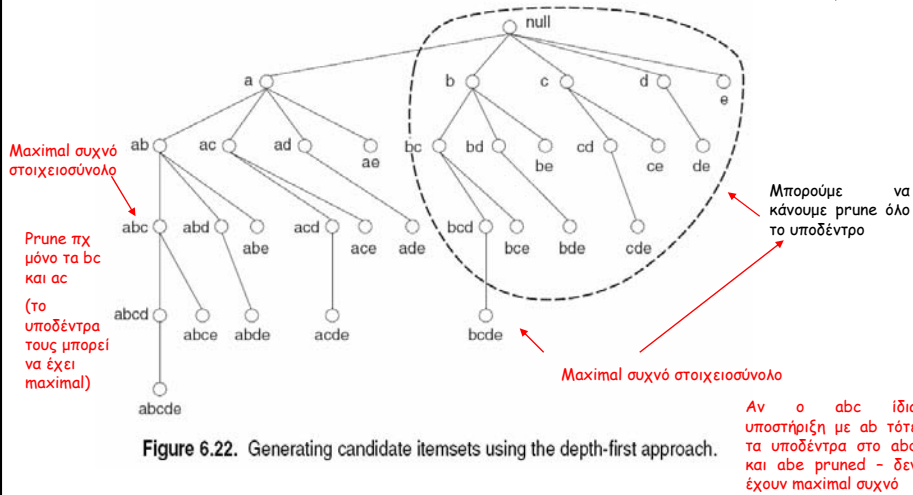 null
a b c d e
ab ac ad ae bc bd be cd ce de
Maximal συχνό
στοιχειοσύνολο
Μπορούμε να
κάνουμε prune όλο
το υποδέντρο
abc abd abe acd ace ade bcd bce bde cde
Prune πχ
μόνο τα bc
και ac
(το
υποδέντρα
τους μπορεί
να έχει
maximal)
abcd abce abde acde bcde
Maximal συχνό στοιχειοσύνολο
abcde
Αν ο abc ίδια
υποστήριξη με ab τότε
τα υποδέντρα στο abd
και abe pruned – δεν
έχουν maximal συχνό
Figure 6.22. Generating candidate itemsets using the depth-first approach.